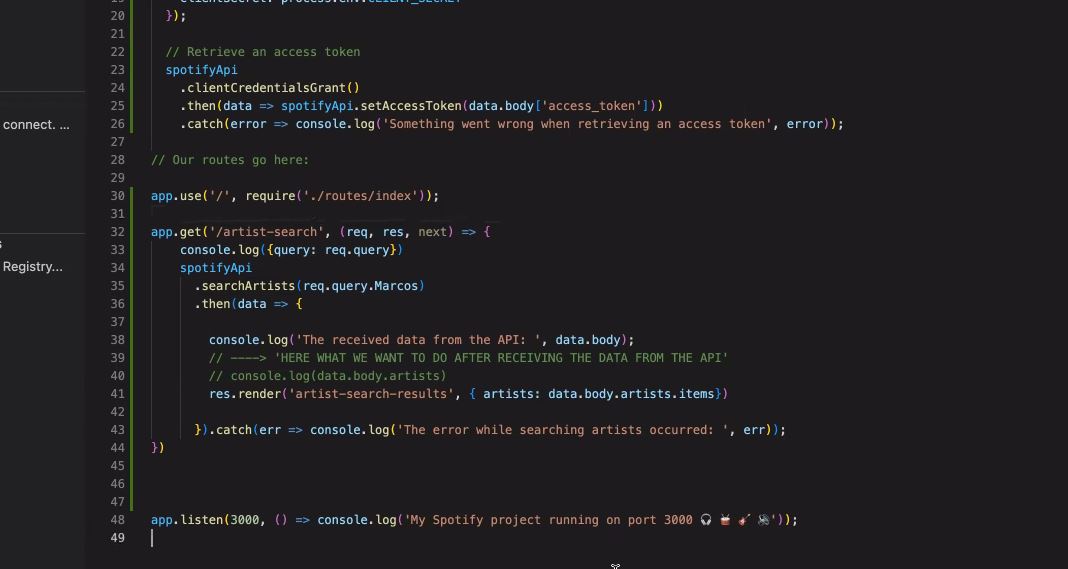 20 });
21
22 // Retrieve an access token
23 spotifyApi
24 .clientCredentialsGrant()
25 .then(data => spotifyApi.setAccessToken(data.body['access_token']))
connect. ...
26 .catch(error => console.log('Something went wrong when retrieving an access token', error));
27
28 // Our routes go here:
29
30 app.use('/', require('./routes/index'));
31
32 app.get('/artist-search', (req, res, next) => {
33 console.log({query: req.query})
34 spotifyApi
Registry...
35 .searchArtists(req.query.Marcos)
36 .then(data => {
37
38 console.log('The received data from the API: ', data.body);
39 // ----> 'HERE WHAT WE WANT TO DO AFTER RECEIVING THE DATA FROM THE API'
40 // console.log(data.body.artists)
41 res.render('artist-search-results', { artists: data.body.artists.items})
42
43 }).catch(err => console.log('The error while searching artists occurred: ', err));
44 })
45
46
47
48 app.listen(3000, () => console.log('My Spotify project running on port 3000 🎧 🥁 🎸 🔊'));
49